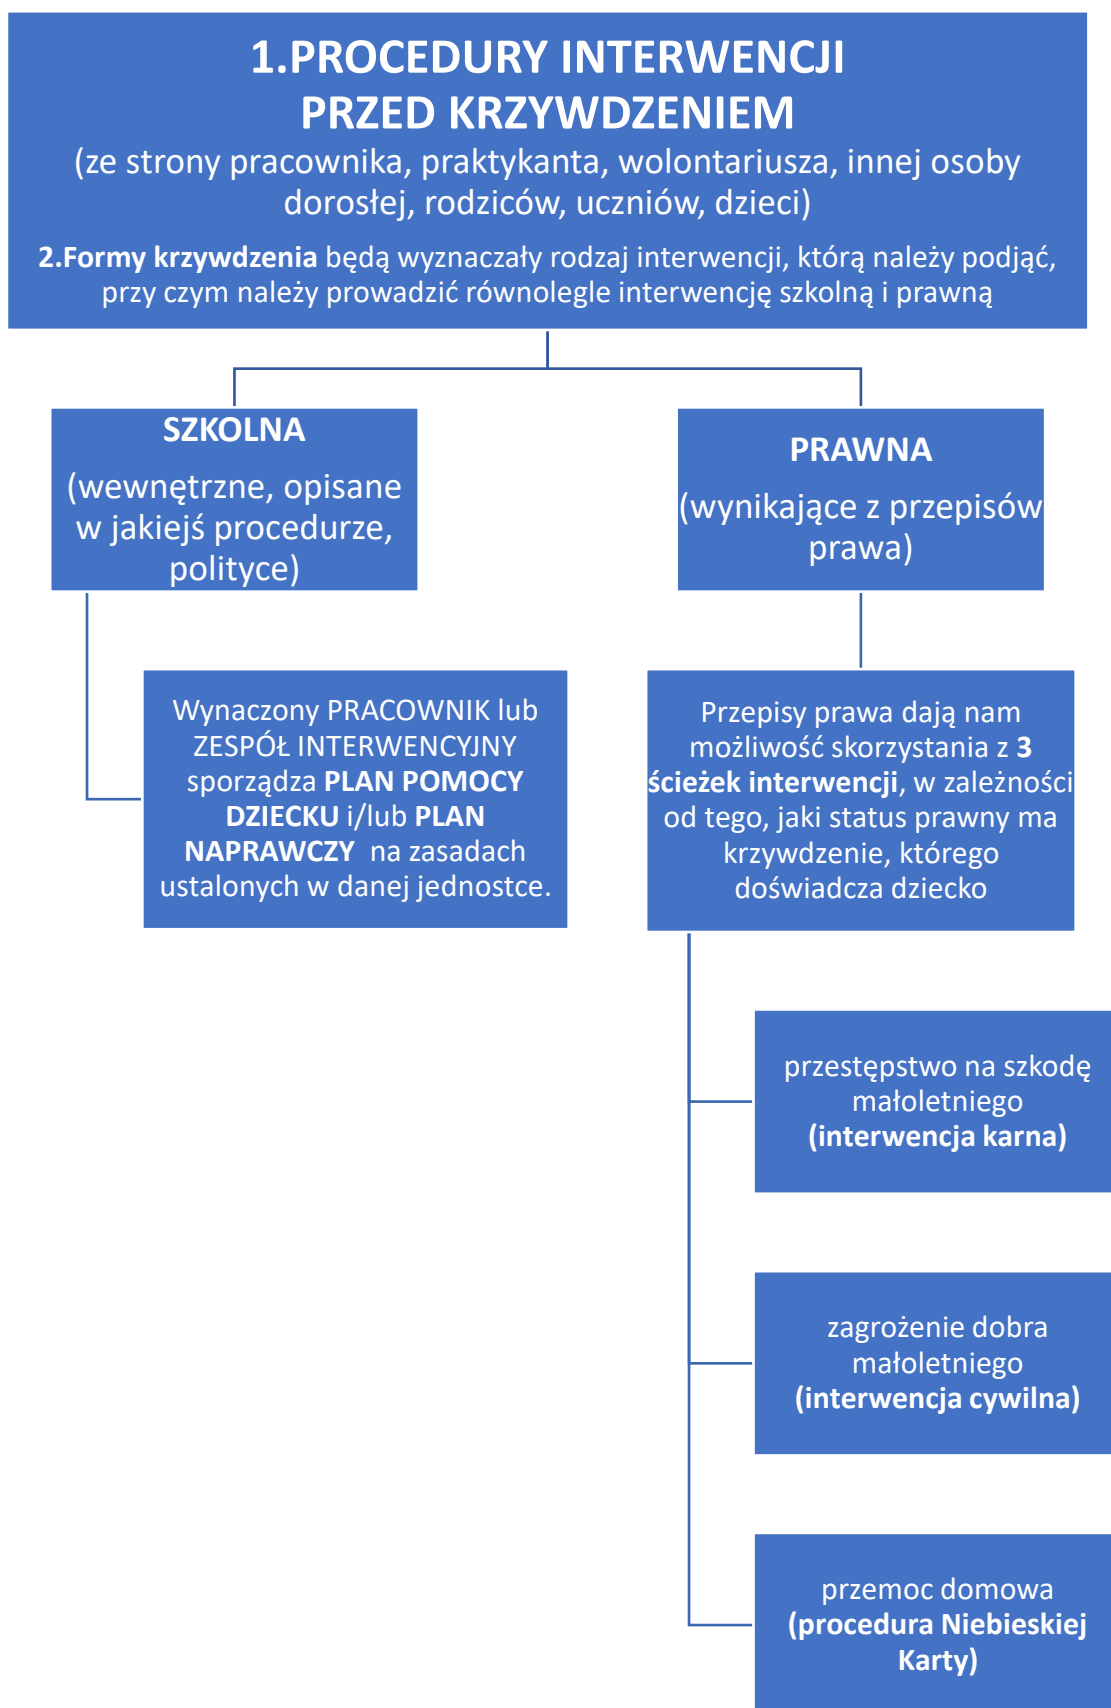 1.PROCEDURY INTERWENCJI
PRZED KRZYWDZENIEM
(ze strony pracownika, praktykanta, wolontariusza, innej osoby
dorosłej, rodziców, uczniów, dzieci)
2.Formy krzywdzenia będą wyznaczały rodzaj interwencji, którą należy podjąć,
przy czym należy prowadzić równolegle interwencję szkolną i prawną
SZKOLNA
(wewnętrzne, opisane
w jakiejś procedurze,
polityce)
Wynaczony PRACOWNIK lub
ZESPÓŁ INTERWENCYJNY
sporządza PLAN POMOCY
DZIECKU i/lub PLAN
NAPRAWCZY na zasadach
ustalonych w danej jednostce.
PRAWNA
(wynikające z przepisów
prawa)
Przepisy prawa dają nam
możliwość skorzystania z 3
ścieżek interwencji, w zależności
od tego, jaki status prawny ma
krzywdzenie, którego
doświadcza dziecko
przestępstwo na szkodę
małoletniego
(interwencja karna)
zagrożenie dobra
małoletniego
(interwencja cywilna)
przemoc domowa
(procedura Niebieskiej
Karty)